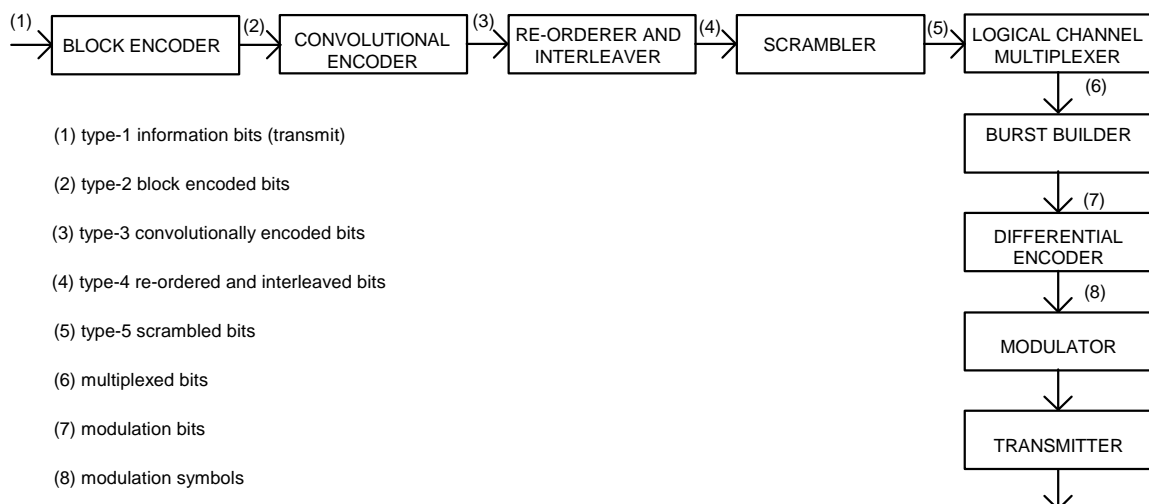 (1)
BLOCK ENCODER
(2)
CONVOLUTIONAL
ENCODER
(3)
RE-ORDERER AND
INTERLEAVER
(4)
SCRAMBLER
(5)
LOGICAL CHANNEL
MULTIPLEXER
(6)
BURST BUILDER
(7)
DIFFERENTIAL
ENCODER
(8)
MODULATOR
TRANSMITTER
(1) type-1 information bits (transmit)
(2) type-2 block encoded bits
(3) type-3 convolutionally encoded bits
(4) type-4 re-ordered and interleaved bits
(5) type-5 scrambled bits
(6) multiplexed bits
(7) modulation bits
(8) modulation symbols